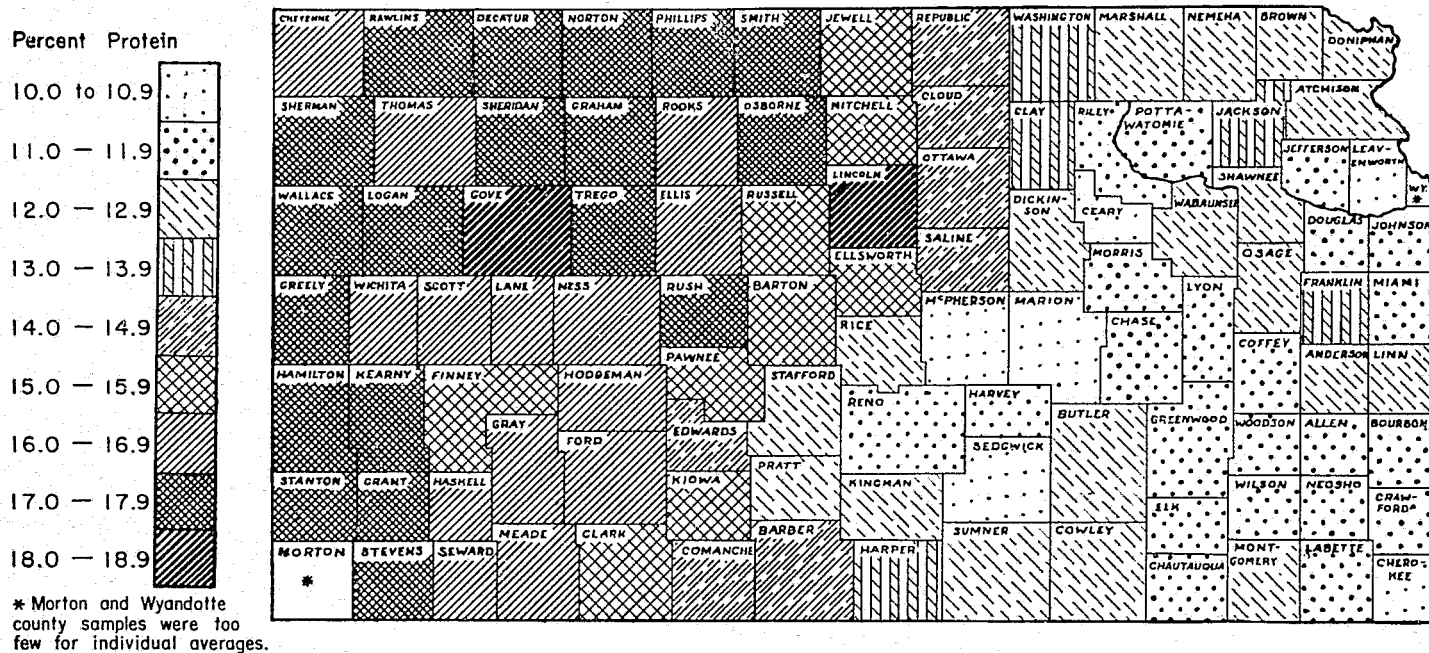 Percent Protein
10.0 to 10.9
11.0 — 11.9
12.0 — 12.9
13.0 — 13.9
14.0 — 14.9
15.0 — 15.9
16.0 — 16.9
17.0 — 17.9
18.0 — 18.9
* Morton and Wyandotte
county samples were too
few for individual averages.
CHEYENNE RAWLINS DECATUR NORTON PHILLIPS SMITH JEWELL REPUBLIC WASHINGTON MARSHALL NEMEHA BROWN
DONIPHAN
SHERMAN THOMAS SHERIDAN GRAHAM ROOKS OSBORNE MITCHELL CLOUD CLAY RILEY POTTA-
WATOMIE JACKSON ATCHISON
JEFFERSON LEAV-
ENWORTH
WY.
*
WALLACE LOGAN GOVE TREGO ELLIS RUSSELL LINCOLN OTTAWA
DICKIN-
SON GEARY WABAUNSEE SHAWNEE DOUGLAS JOHNSON
ELLSWORTH SALINE MORRIS OSAGE
GREELY WICHITA SCOTT LANE NESS RUSH BARTON McPHERSON MARION LYON FRANKLIN MIAMI
RICE CHASE COFFEY ANDERSON LINN
HAMILTON KEARNY FINNEY HODGEMAN PAWNEE STAFFORD
RENO HARVEY BUTLER GREENWOOD WOODSON ALLEN BOURBON
GRAY FORD EDWARDS SEDGWICK
STANTON GRANT HASKELL KIOWA PRATT KINGMAN WILSON NEOSHO
CRAW-
FORD
ELK
MORTON
*
STEVENS SEWARD MEADE CLARK COMANCHE BARBER HARPER SUMNER COWLEY
CHAUTAUQUA
MONT-
GOMERY
LABETTE
CHERO-
KEE